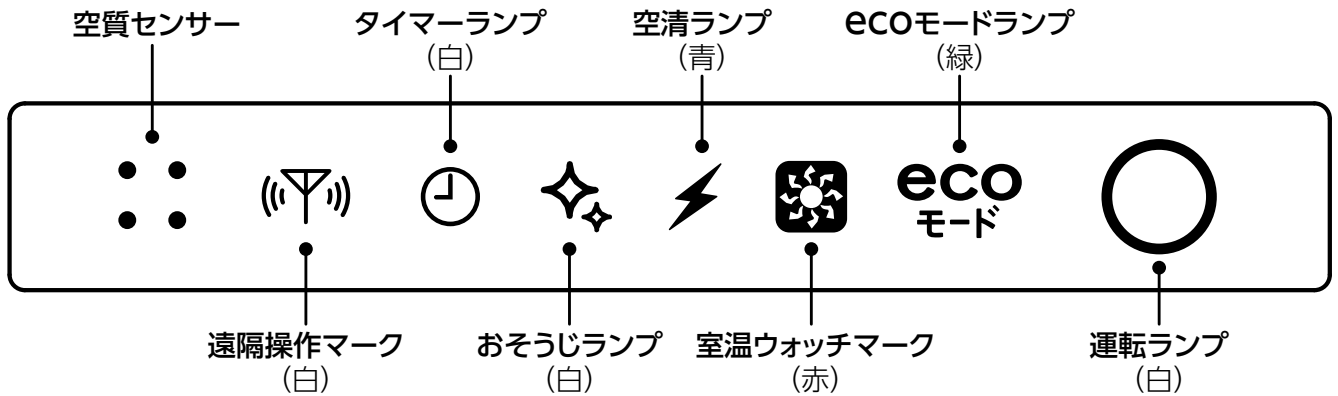 空質センサー
タイマーランプ
(白)
空清ランプ
(青)
ecoモードランプ
(緑)
eco
モード
遠隔操作マーク
(白)
おそうじランプ
(白)
室温ウォッチマーク
(赤)
運転ランプ
(白)